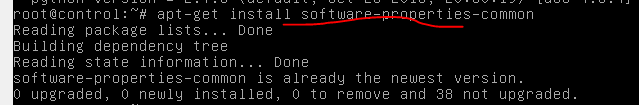 root@control:~# apt-get install software-properties-common
Reading package lists... Done
Building dependency tree
Reading state information... Done
software-properties-common is already the newest version.
0 upgraded, 0 newly installed, 0 to remove and 38 not upgraded.